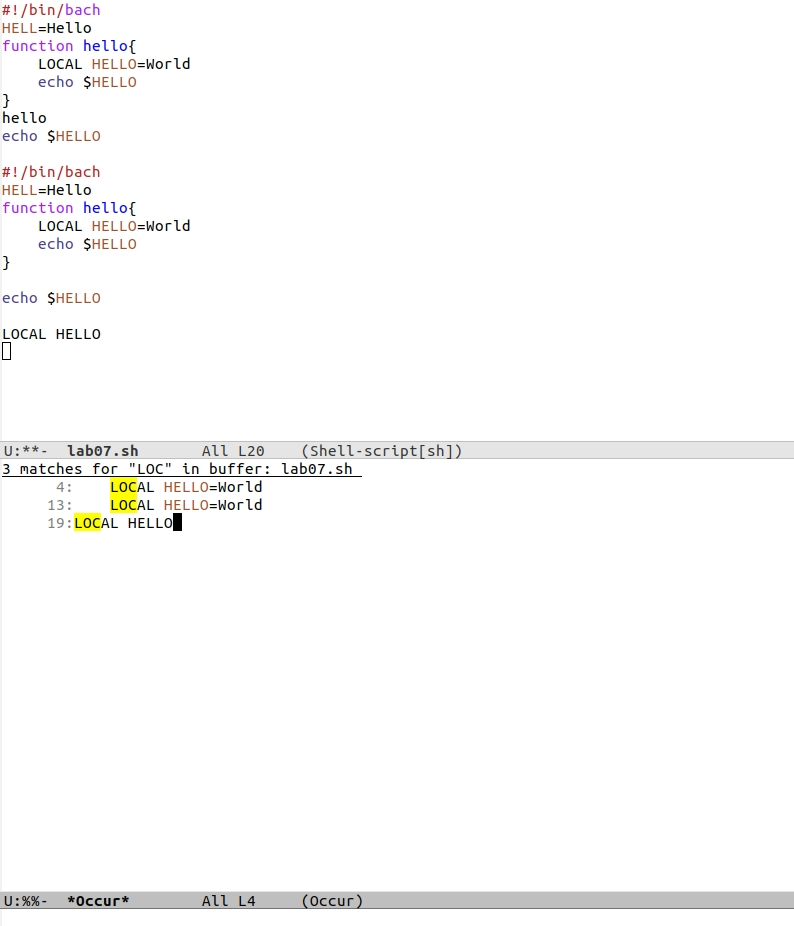 #!/bin/bach
HELL=Hello
function hello{
    LOCAL HELLO=World
    echo $HELLO
}
hello
echo $HELLO

#!/bin/bach
HELL=Hello
function hello{
    LOCAL HELLO=World
    echo $HELLO
}

echo $HELLO

LOCAL HELLO
U:**-  lab07.sh       All L20    (Shell-script[sh])
3 matches for "LOC" in buffer: lab07.sh
      4:    LOCAL HELLO=World
     13:    LOCAL HELLO=World
     19:LOCAL HELLO
U:%%-  *Occur*        All L4     (Occur)